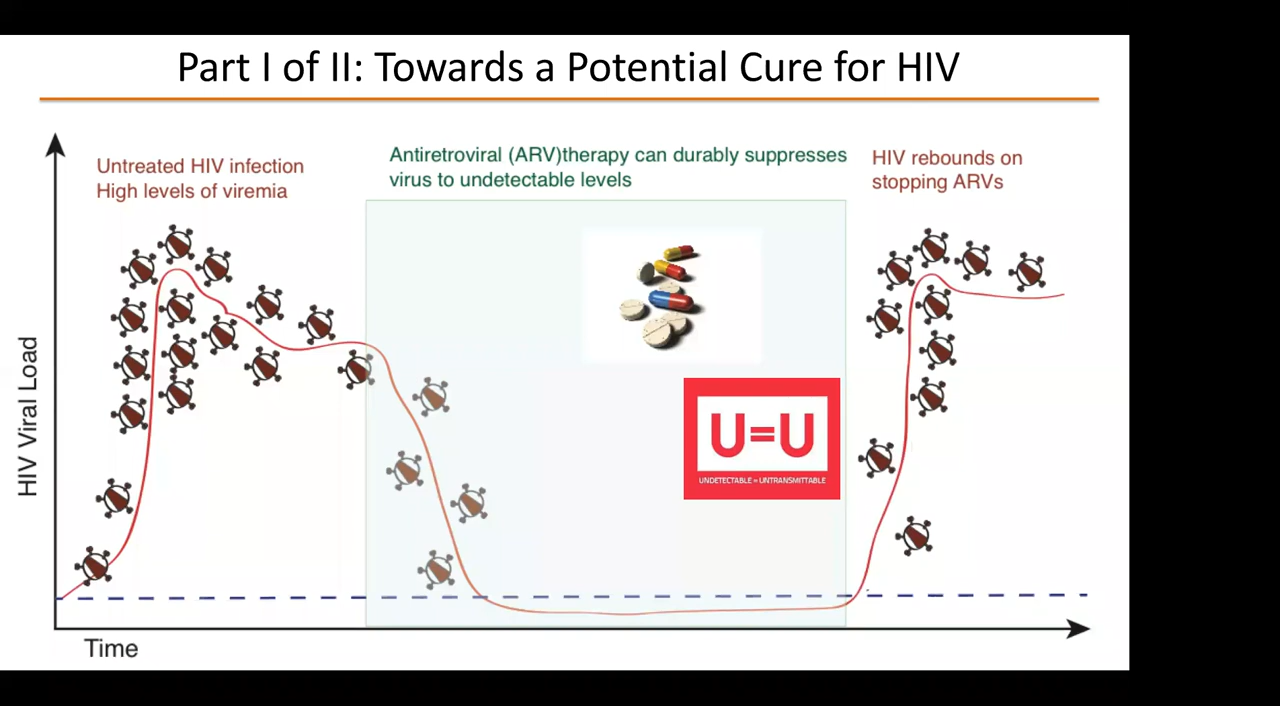 Part I of II: Towards a Potential Cure for HIV
Untreated HIV infection
High levels of viremia
Antiretroviral (ARV)therapy can durably suppresses
virus to undetectable levels
HIV rebounds on
stopping ARVs
U=U
UNDETECTABLE = UNTRANSMITTABLE
HIV Viral Load
Time